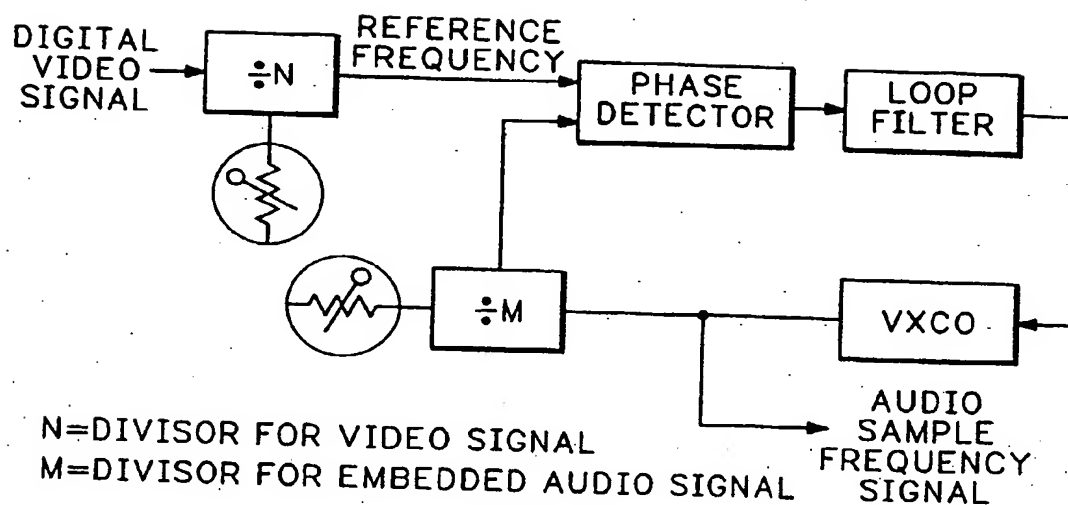 DIGITAL
VIDEO
SIGNAL
÷N
REFERENCE
FREQUENCY
PHASE
DETECTOR
LOOP
FILTER
÷M
VXCO
AUDIO
SAMPLE
FREQUENCY
SIGNAL
N=DIVISOR FOR VIDEO SIGNAL
M=DIVISOR FOR EMBEDDED AUDIO SIGNAL